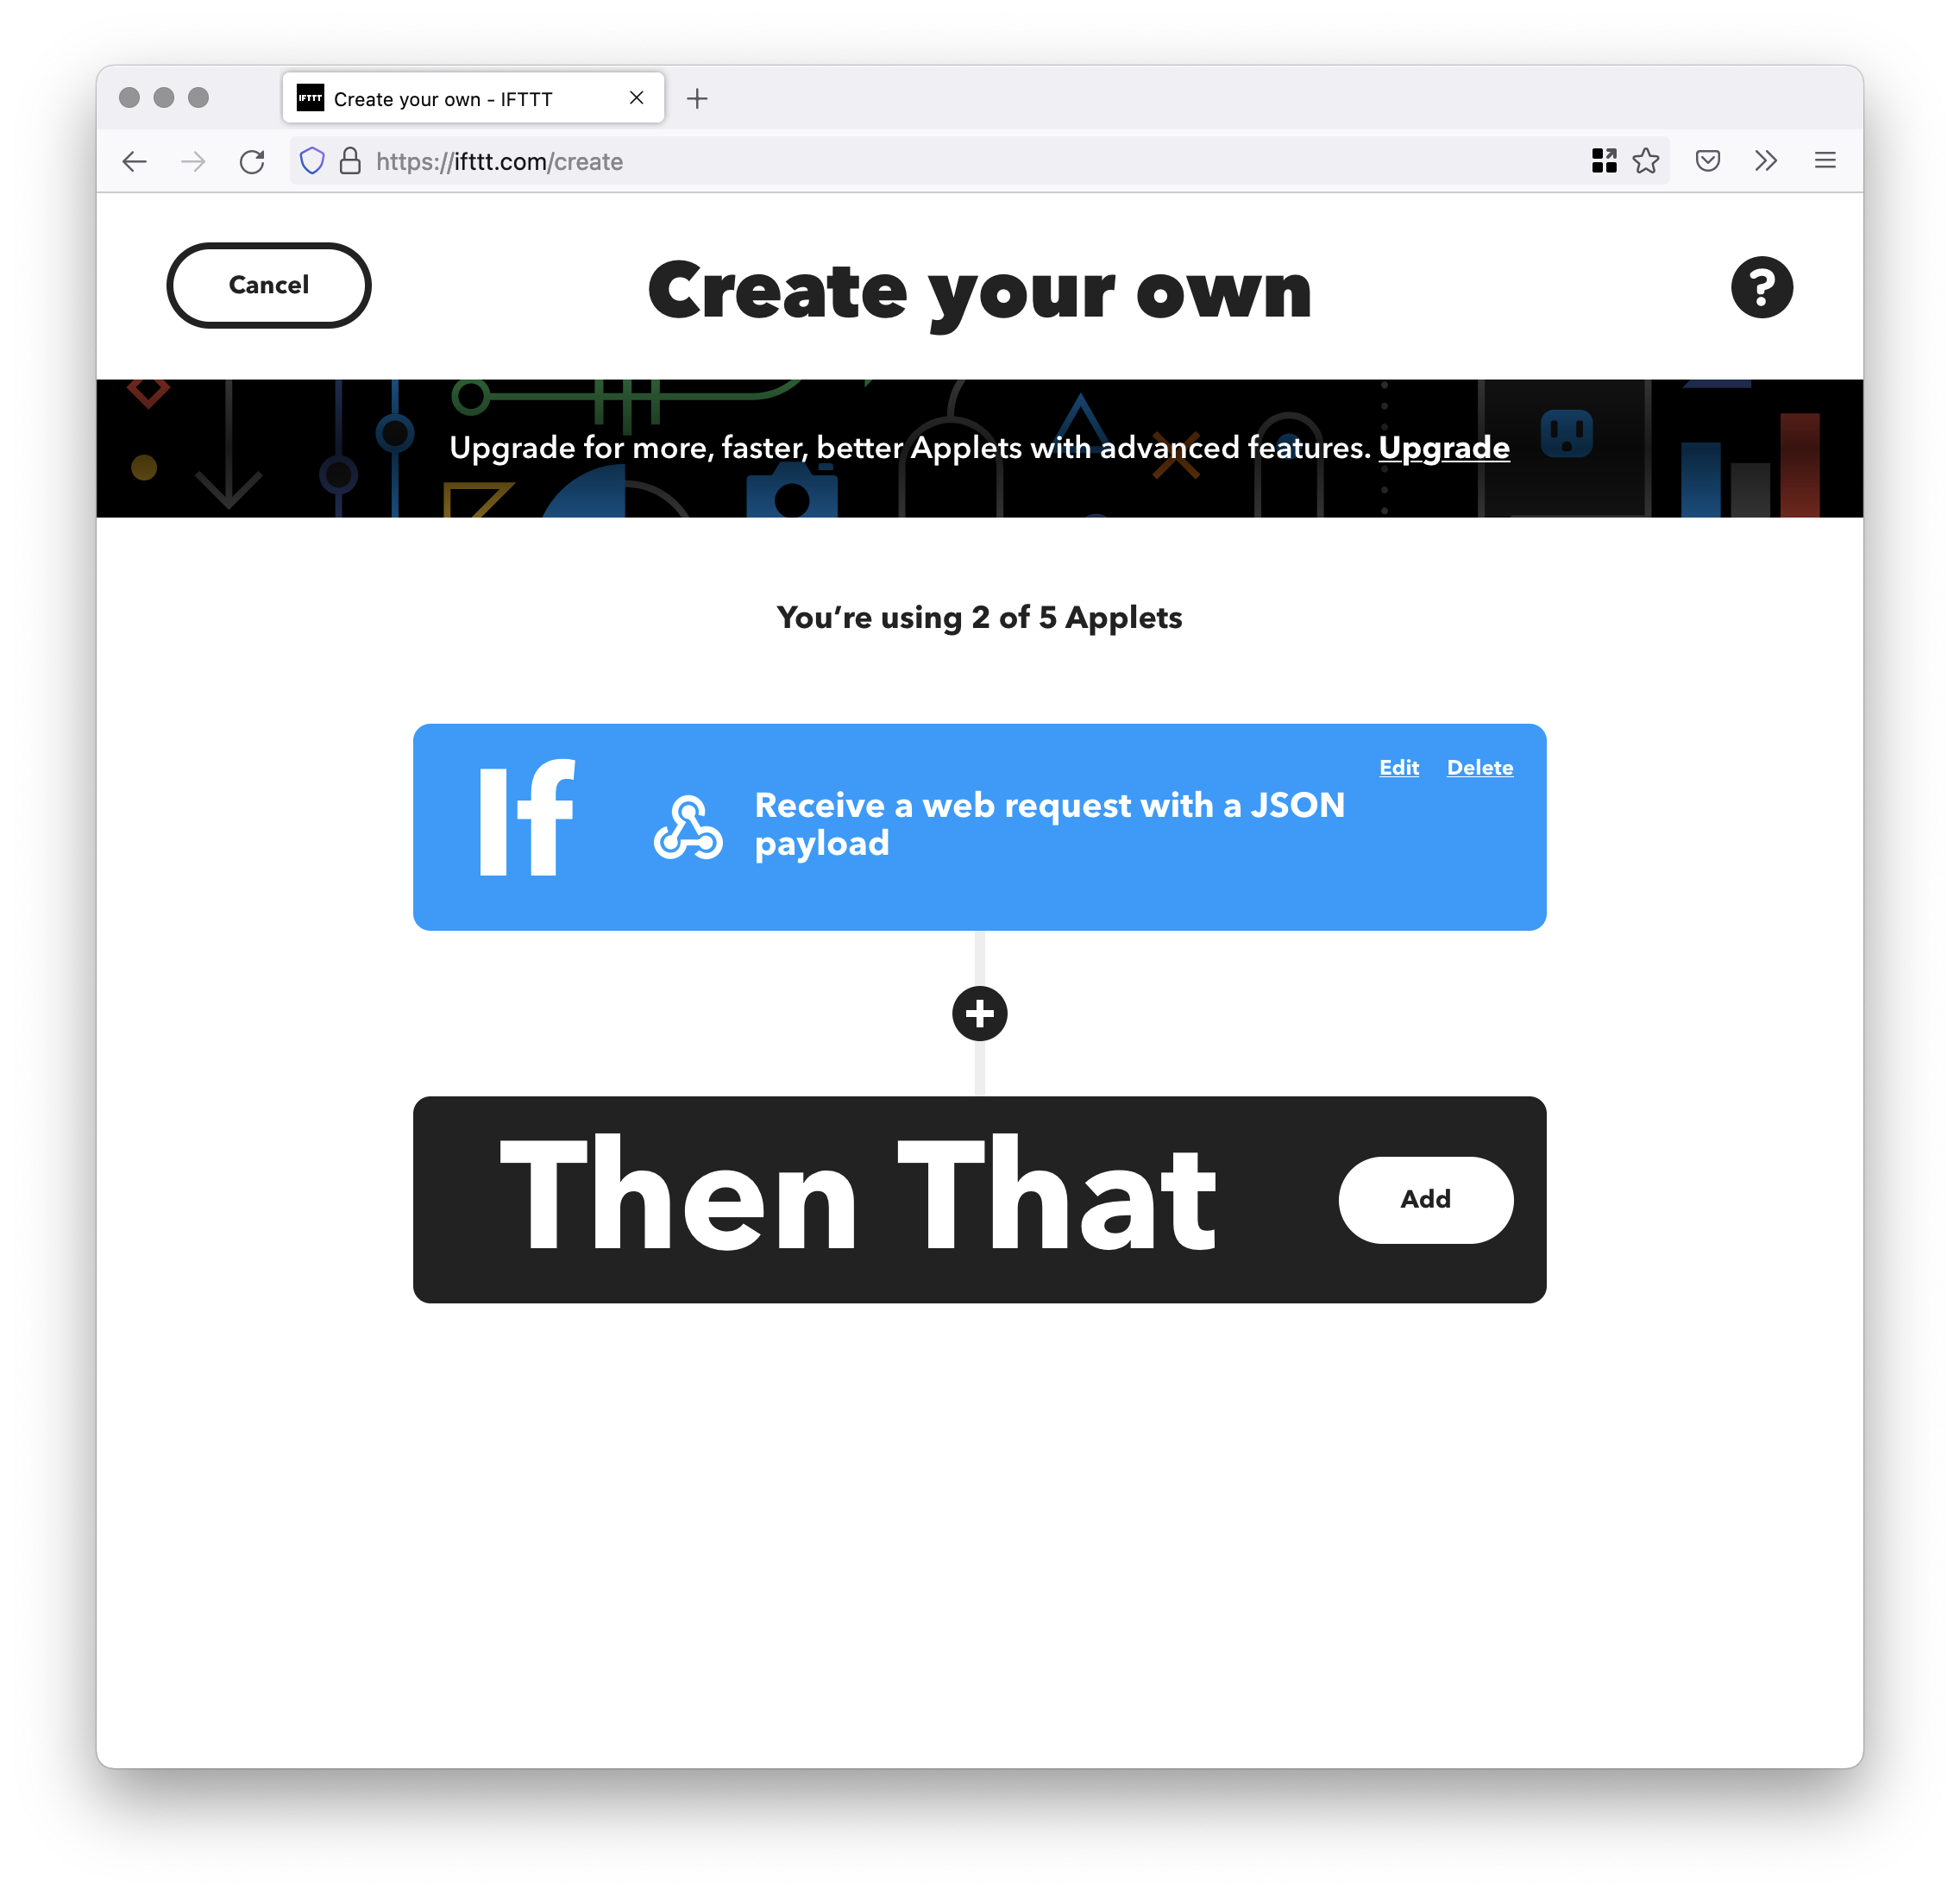 IFTTT
Create your own - IFTTT
https://ifttt.com/create
Cancel
Create your own
?
Upgrade for more, faster, better Applets with advanced features. Upgrade
You’re using 2 of 5 Applets
If
Edit Delete
Receive a web request with a JSON
payload
Then That
Add